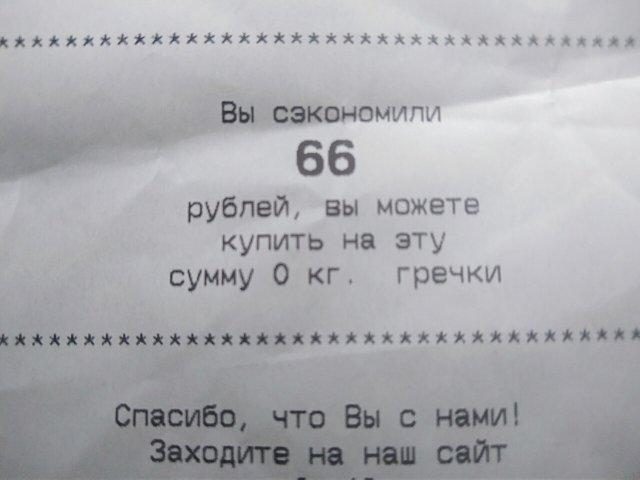 ************************************
Вы сэкономили
66
рублей, вы можете
купить на эту
сумму 0 кг. гречки
************************************
Спасибо, что Вы с нами!
Заходите на наш сайт